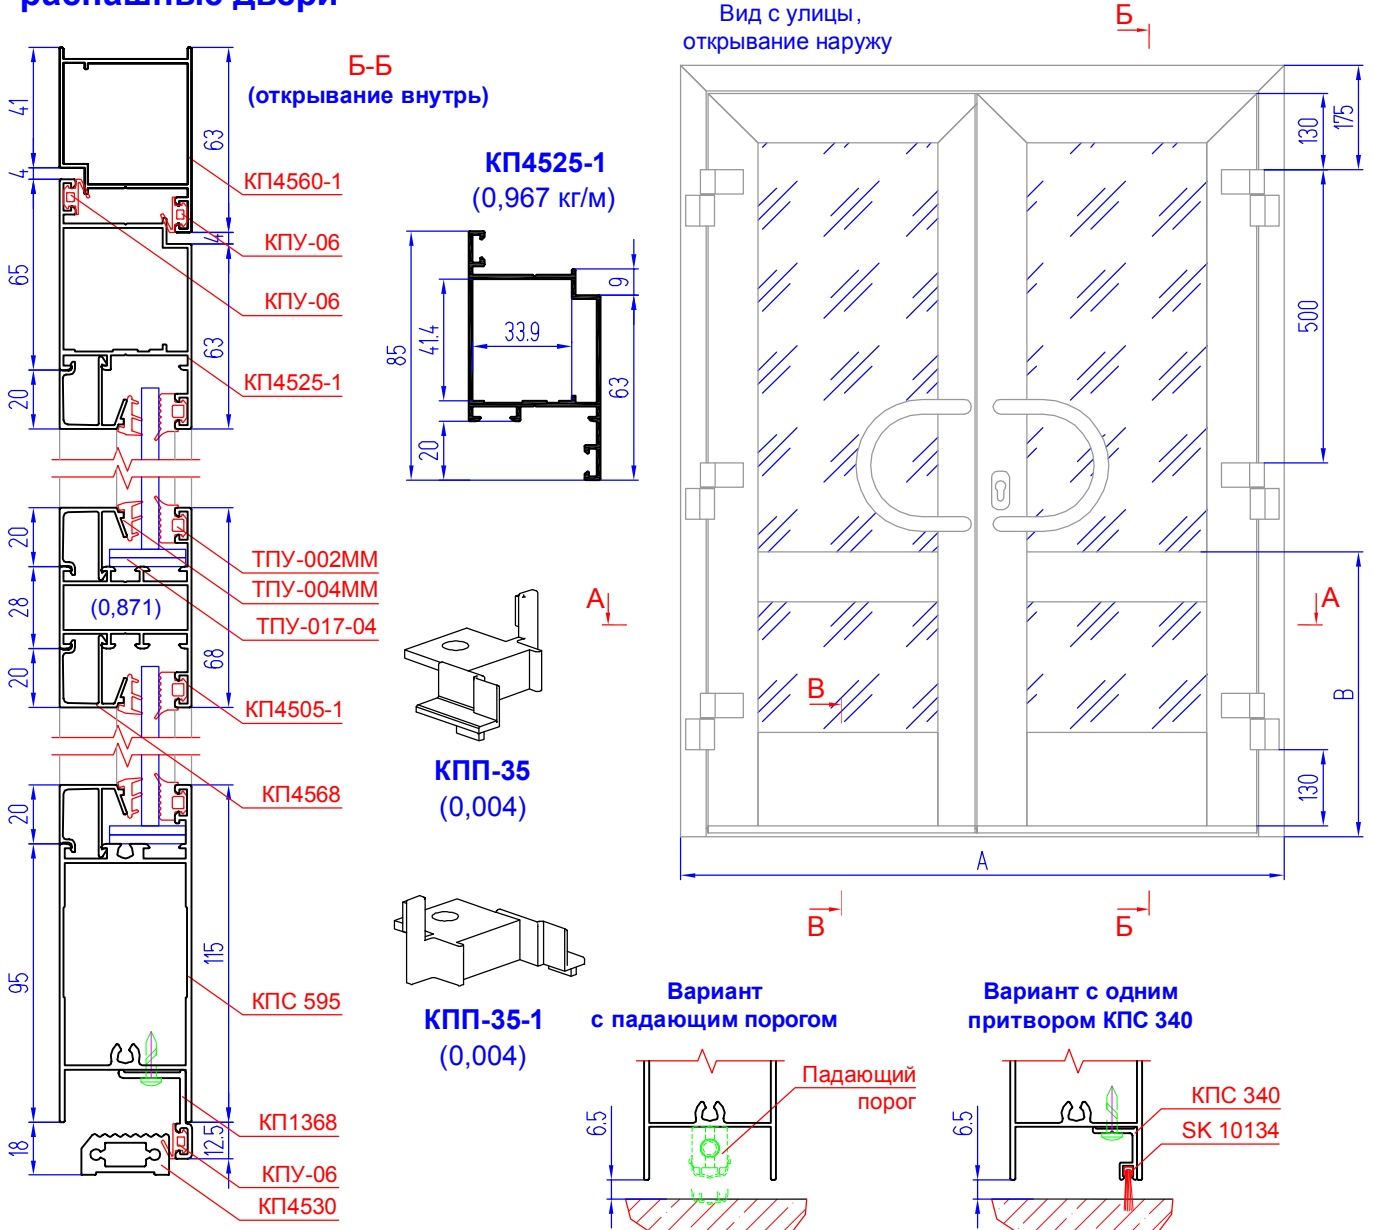 распашные двери
Б-Б
(открывание внутрь)
41
4
65
20
63
4
63
КП4560-1
КПУ-06
КПУ-06
КП4525-1
20
28
20
(0,871)
68
ТПУ-002ММ
ТПУ-004ММ
ТПУ-017-04
КП4505-1
КП4568
20
95
18
115
12.5
КПС 595
КП1368
КПУ-06
КП4530
КП4525-1
(0,967 кг/м)
85
41.4
33.9
9
63
20
КПП-35
(0,004)
КПП-35-1
(0,004)
Вид с улицы,
открывание наружу
Б
130
175
500
А
А
В
В
130
А
В
Б
Вариант
с падающим порогом
6.5
Падающий
порог
Вариант с одним
притвором КПС 340
6.5
КПС 340
SK 10134